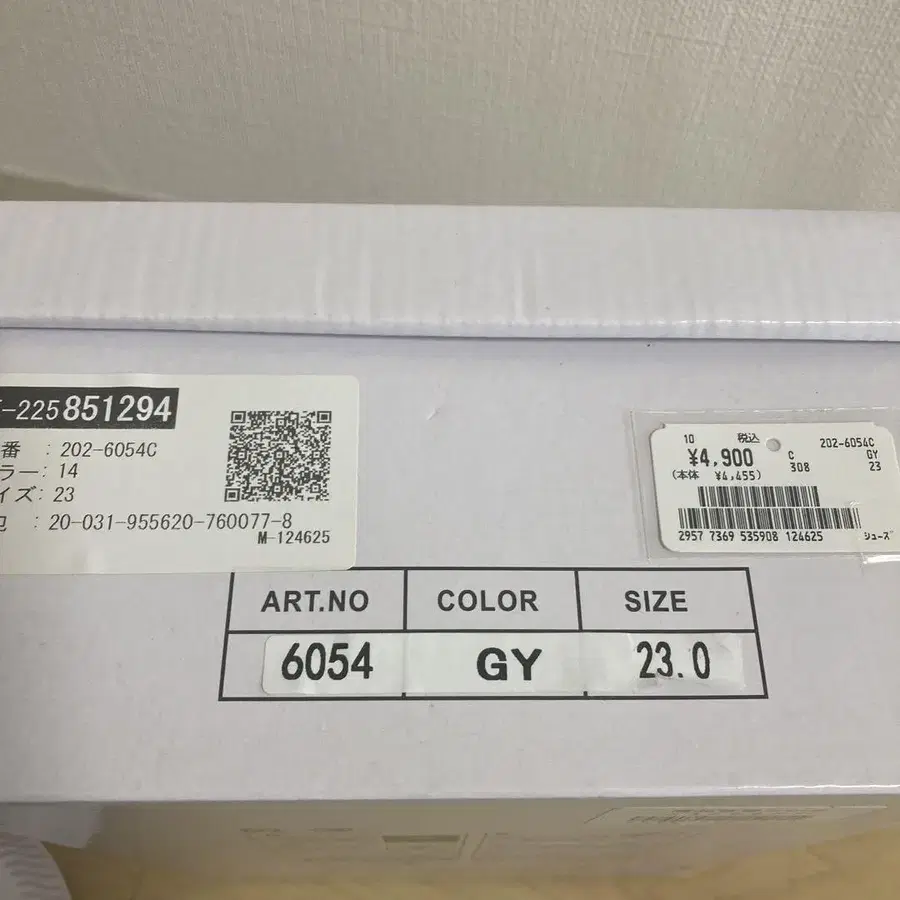 -225 851294
番 : 202-6054C
ラー: 14
イズ: 23
: 20-031-955620-760077-8
M-124625
10 税込
¥4,900
(本体 ¥4,455)
C
308
202-6054C
GY
23
2957 7369 535908 124625
シューズ
ART.NO COLOR SIZE
6054 GY 23.0